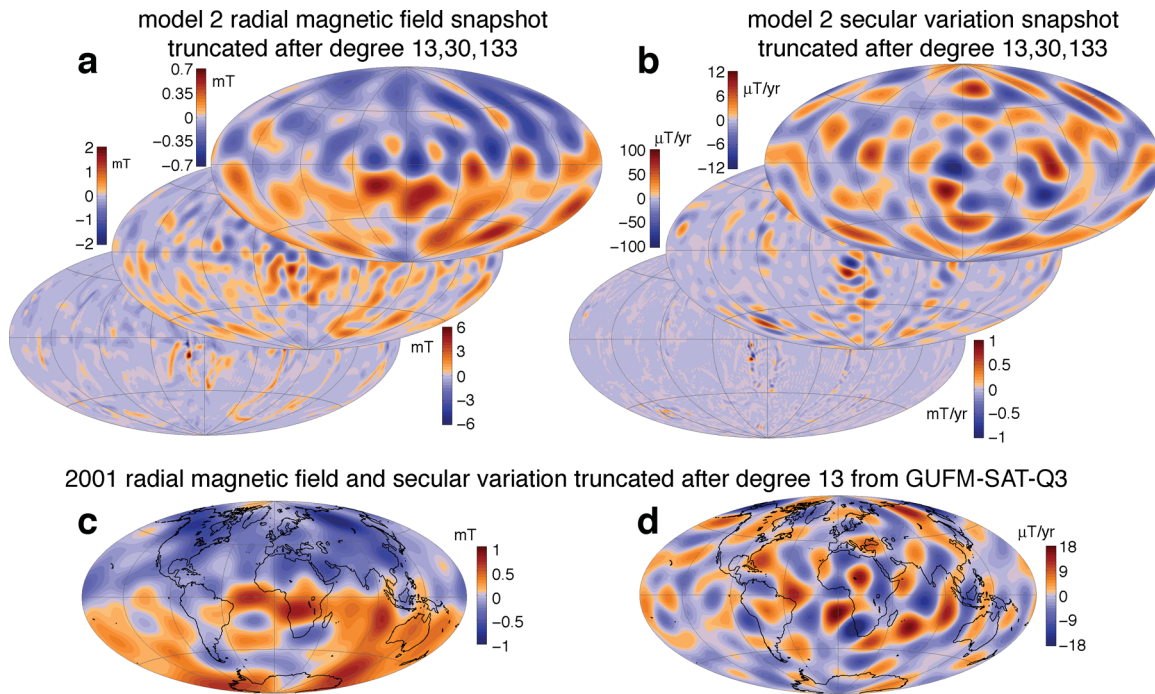 model 2 radial magnetic field snapshot
truncated after degree 13,30,133
model 2 secular variation snapshot
truncated after degree 13,30,133
a
mT
0.7
0.35
0
−0.35
−0.7
2
1
0
−1
−2
mT
6
3
0
−3
−6
mT
b
12
6
0
−6
−12
µT/yr
µT/yr
100
50
0
−50
−100
1
0.5
0
−0.5
−1
mT/yr
2001 radial magnetic field and secular variation truncated after degree 13 from GUFM-SAT-Q3
c
mT
1
0.5
0
−0.5
−1
d
µT/yr
18
9
0
−9
−18